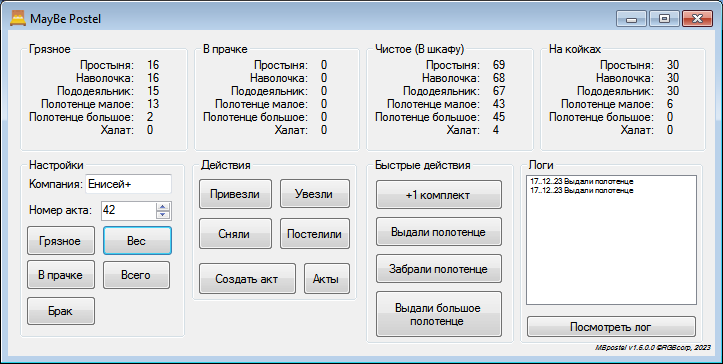 MayBe Postel
Грязное
Простыня: 16
Наволочка: 16
Пододеяльник: 15
Полотенце малое: 13
Полотенце большое: 2
Халат: 0
В прачке
Простыня: 0
Наволочка: 0
Пододеяльник: 0
Полотенце малое: 0
Полотенце большое: 0
Халат: 0
Чистое (В шкафу)
Простыня: 69
Наволочка: 68
Пододеяльник: 67
Полотенце малое: 43
Полотенце большое: 45
Халат: 4
На койках
Простыня: 30
Наволочка: 30
Пододеяльник: 30
Полотенце малое: 6
Полотенце большое: 0
Халат: 0
Настройки
Компания: Енисей+
Номер акта: 42
Грязное Вес
В прачке Всего
Брак
Действия
Привезли Увезли
Сняли Постелили
Создать акт Акты
Быстрые действия
+1 комплект
Выдали полотенце
Забрали полотенце
Выдали большое
полотенце
Логи
17..12..23 Выдали полотенце
17..12..23 Выдали полотенце
Посмотреть лог
MBpostel v1.6.0.0 ©RGBcorp, 2023